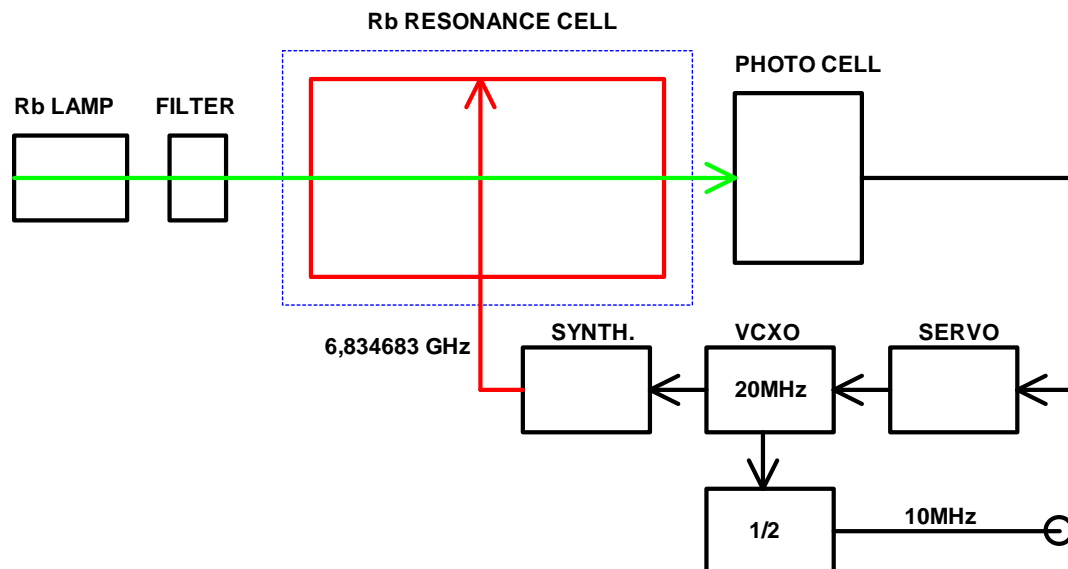 Rb RESONANCE CELL
PHOTO CELL
Rb LAMP
FILTER
6,834683 GHz
SYNTH.
VCXO
SERVO
20MHz
1/2
10MHz